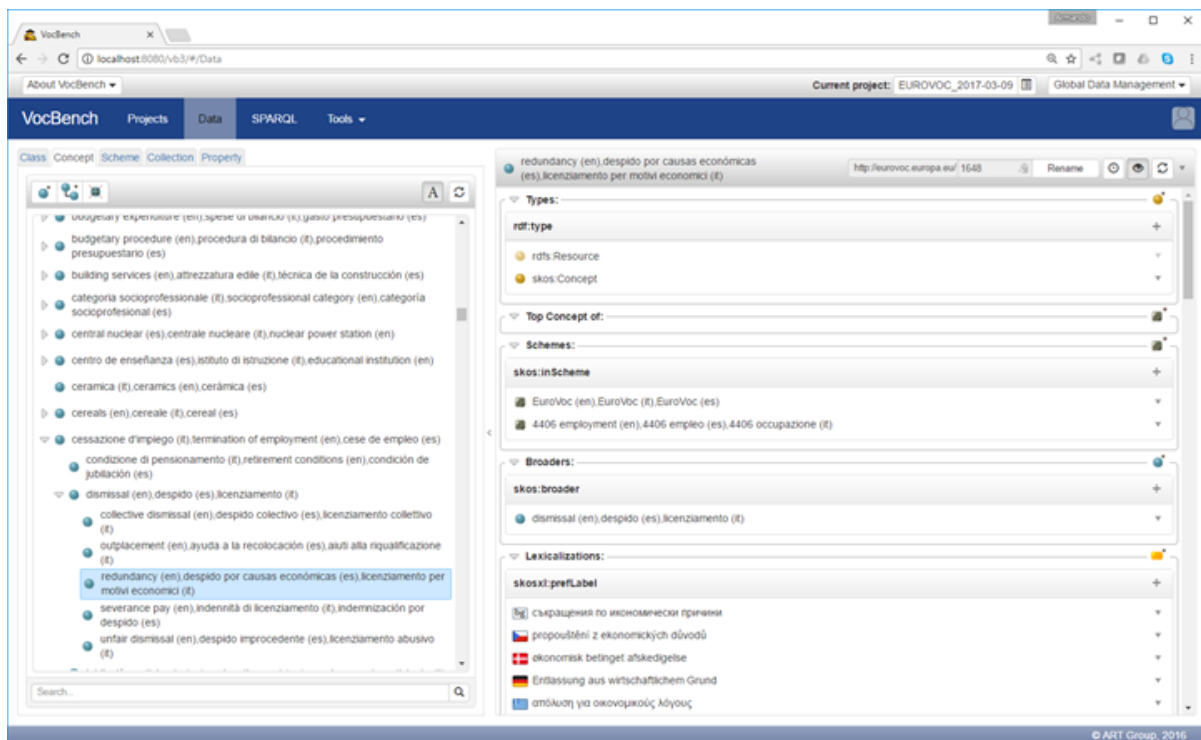 Armando
VocBench
localhost:8080/vb3/#/Data
About VocBench
Current project: EUROVOC_2017-03-09
Global Data Management
VocBench Projects Data SPARQL Tools
Class Concept Scheme Collection Property
A
budgetary expenditure (en),spese di bilancio (it),gasto presupuestario (es)
budgetary procedure (en),procedura di bilancio (it),procedimiento
presupuestario (es)
building services (en),attrezzatura edile (it),técnica de la construcción (es)
categoria socioprofessionale (it),socioprofessional category (en),categoría
socioprofesional (es)
central nuclear (es),centrale nucleare (it),nuclear power station (en)
centro de enseñanza (es),istituto di istruzione (it),educational institution (en)
ceramica (it),ceramics (en),cerámica (es)
cereals (en),cereale (it),cereal (es)
cessazione d'impiego (it),termination of employment (en),cese de empleo (es)
condizione di pensionamento (it),retirement conditions (en),condición de
jubilación (es)
dismissal (en),despido (es),licenziamento (it)
collective dismissal (en),despido colectivo (es),licenziamento collettivo
(it)
outplacement (en),ayuda a la recolocación (es),aiuti alla riqualificazione
(it)
redundancy (en),despido por causas económicas (es),licenziamento per
motivi economici (it)
severance pay (en),indennità di licenziamento (it),indemnización por
despido (es)
unfair dismissal (en),despido improcedente (es),licenziamento abusivo
(it)
Search...
redundancy (en),despido por causas económicas
(es),licenziamento per motivi economici (it)
http://eurovoc.europa.eu/ 1648
Rename
Types:
rdf:type
rdfs:Resource
skos:Concept
Top Concept of:
Schemes:
skos:inScheme
EuroVoc (en),EuroVoc (it),EuroVoc (es)
4406 employment (en),4406 empleo (es),4406 occupazione (it)
Broaders:
skos:broader
dismissal (en),despido (es),licenziamento (it)
Lexicalizations:
skosxl:prefLabel
bg съкращения по икономически причини
propouštění z ekonomických důvodů
økonomisk betinget afskedigelse
Entlassung aus wirtschaftlichem Grund
απόλυση για οικονομικούς λόγους
© ART Group, 2016